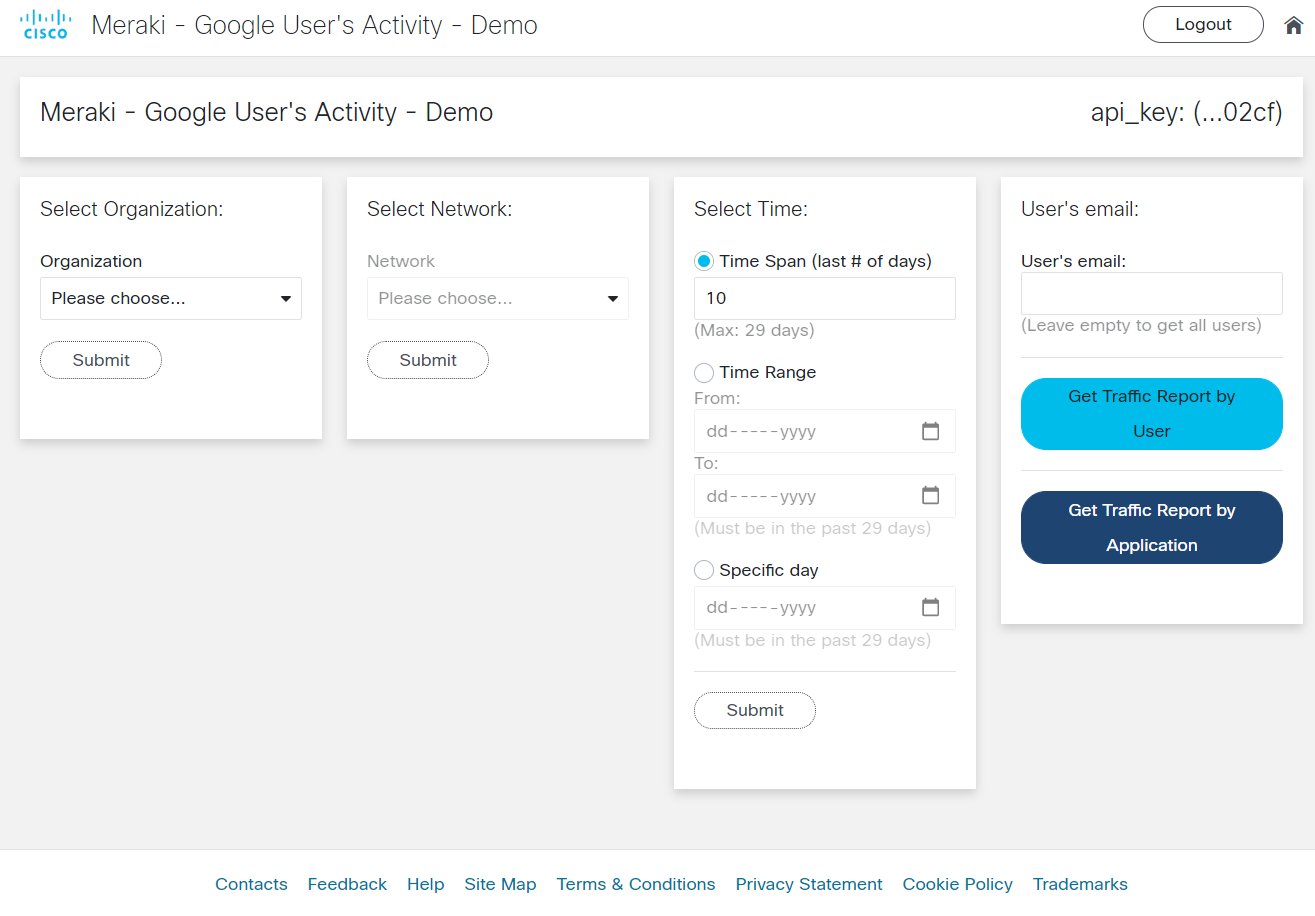 CISCO
Meraki - Google User's Activity - Demo
Logout
Meraki - Google User's Activity - Demo
api_key: (...02cf)
Select Organization:
Organization
Please choose...
Submit
Select Network:
Network
Please choose...
Submit
Select Time:
Time Span (last # of days)
10
(Max: 29 days)
Time Range
From:
dd-----yyyy
To:
dd-----yyyy
(Must be in the past 29 days)
Specific day
dd-----yyyy
(Must be in the past 29 days)
Submit
User's email:
User's email:
(Leave empty to get all users)
Get Traffic Report by
User
Get Traffic Report by
Application
Contacts Feedback Help Site Map Terms & Conditions Privacy Statement Cookie Policy Trademarks